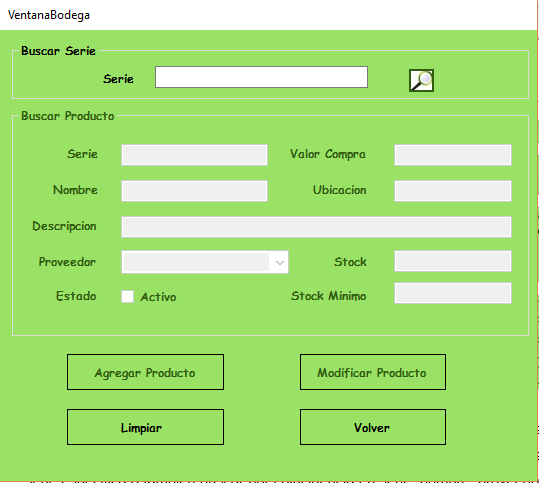 VentanaBodega
Buscar Serie
Serie
Buscar Producto
Serie Valor Compra
Nombre Ubicacion
Descripcion
Proveedor Stock
Estado Activo Stock Minimo
Agregar Producto Modificar Producto
Limpiar Volver